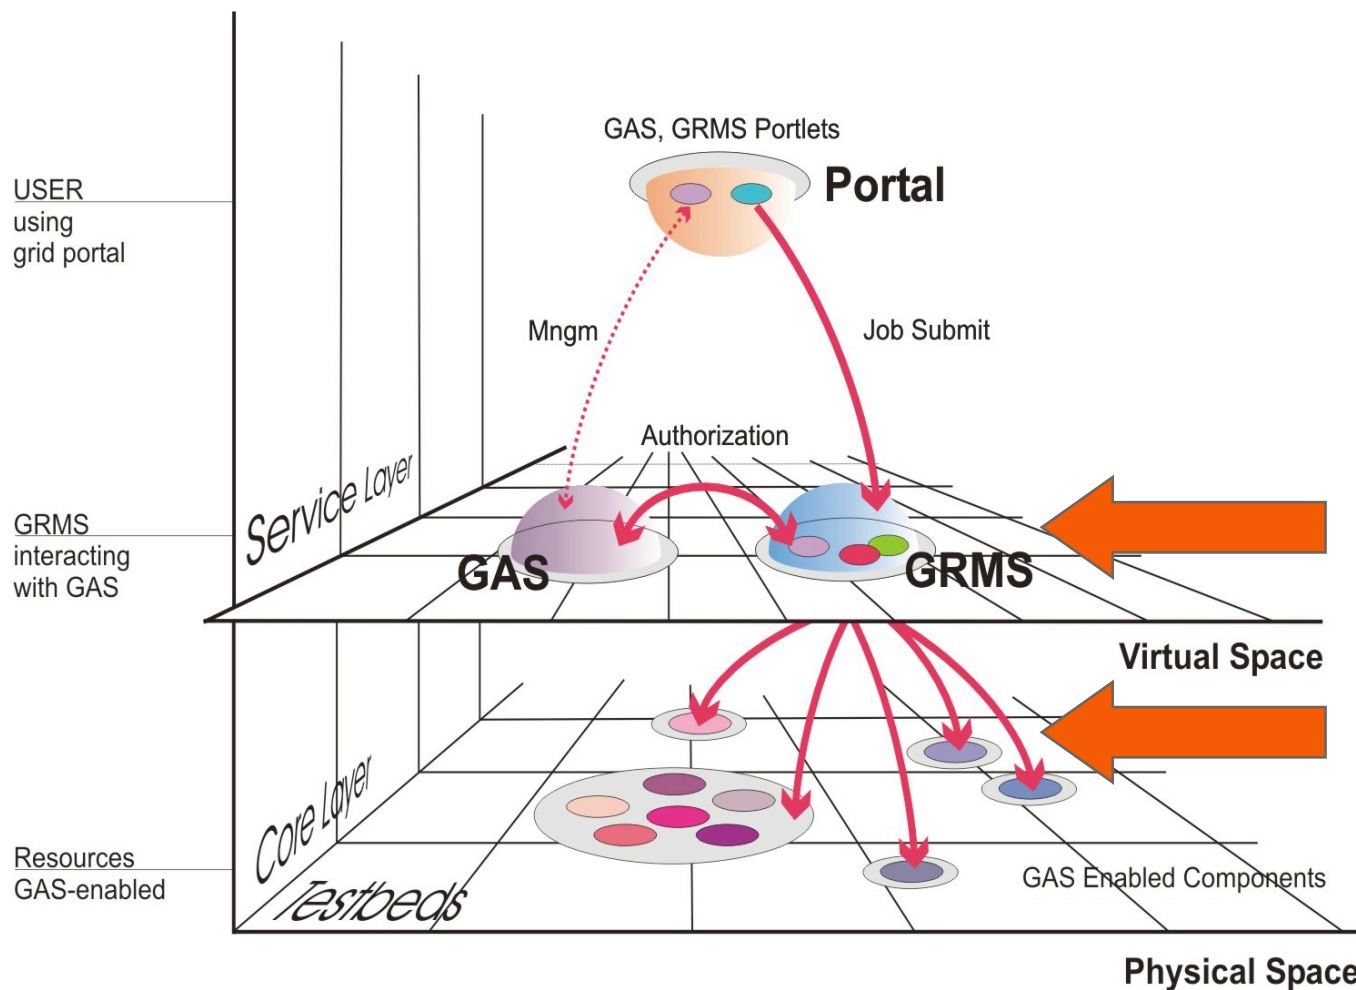 GAS, GRMS Portlets
Portal
USER
using
grid portal
Mngm
Job Submit
Authorization
Service Layer
GRMS
interacting
with GAS
GAS
GRMS
Virtual Space
Core Layer
Resources
GAS-enabled
Testbeds
GAS Enabled Components
Physical Space